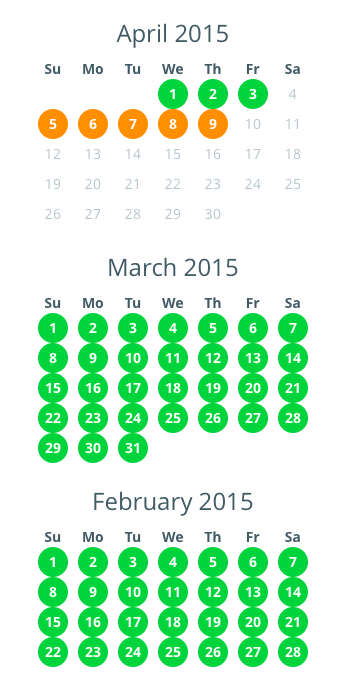 April 2015
Su Mo Tu We Th Fr Sa
1 2 3 4
5 6 7 8 9 10 11
12 13 14 15 16 17 18
19 20 21 22 23 24 25
26 27 28 29 30
March 2015
Su Mo Tu We Th Fr Sa
1 2 3 4 5 6 7
8 9 10 11 12 13 14
15 16 17 18 19 20 21
22 23 24 25 26 27 28
29 30 31
February 2015
Su Mo Tu We Th Fr Sa
1 2 3 4 5 6 7
8 9 10 11 12 13 14
15 16 17 18 19 20 21
22 23 24 25 26 27 28